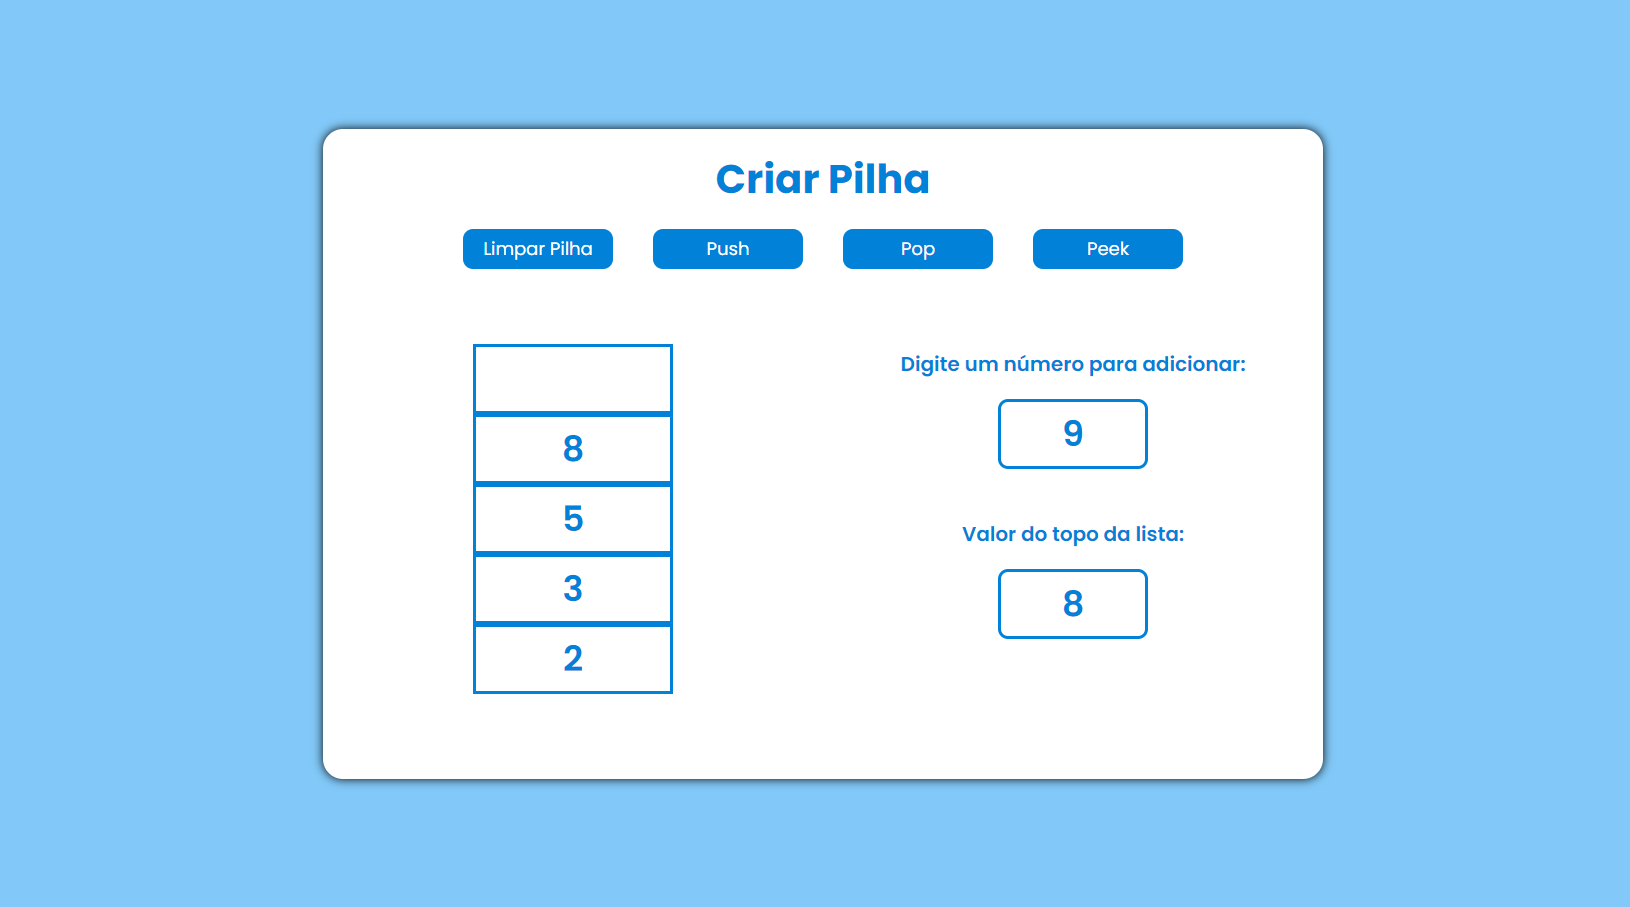 Criar Pilha
Limpar Pilha
Push
Pop
Peek
8
5
3
2
Digite um número para adicionar:
9
Valor do topo da lista:
8